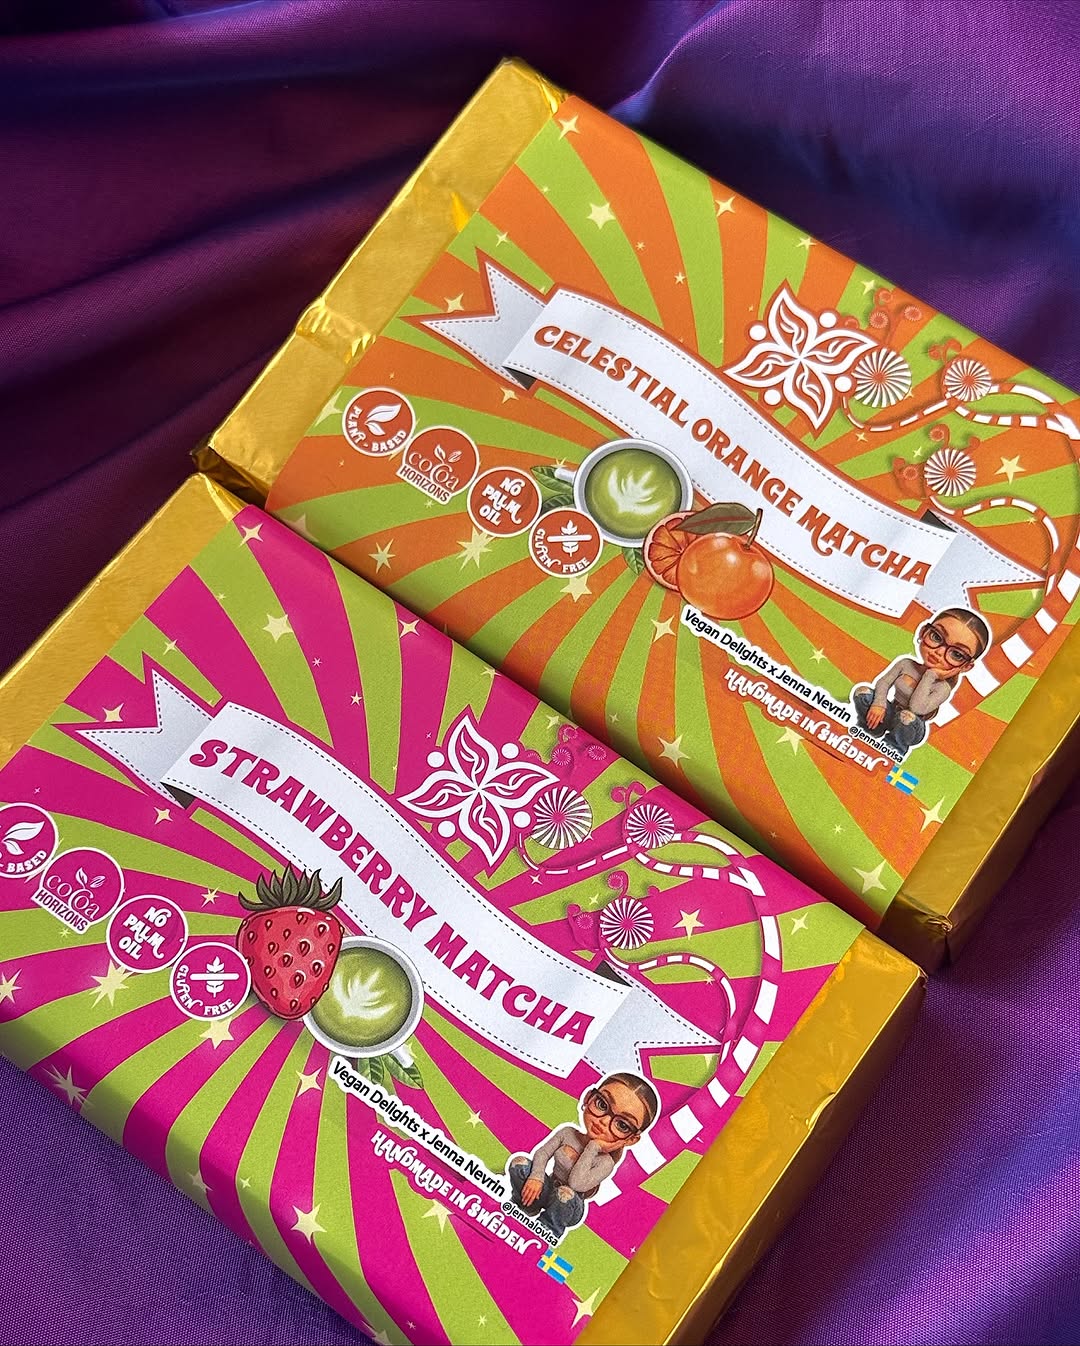 CELESTIAL ORANGE MATCHA
PLANT-BASED
cocoa
HORIZONS
NO
PALM
OIL
GLUTEN FREE
Vegan Delights x Jenna Nevrin
@jennalovisa
HANDMADE IN SWEDEN
STRAWBERRY MATCHA
-BASED
cocoa
HORIZONS
NO
PALM
OIL
GLUTEN FREE
Vegan Delights x Jenna Nevrin
@jennalovisa
HANDMADE IN SWEDEN